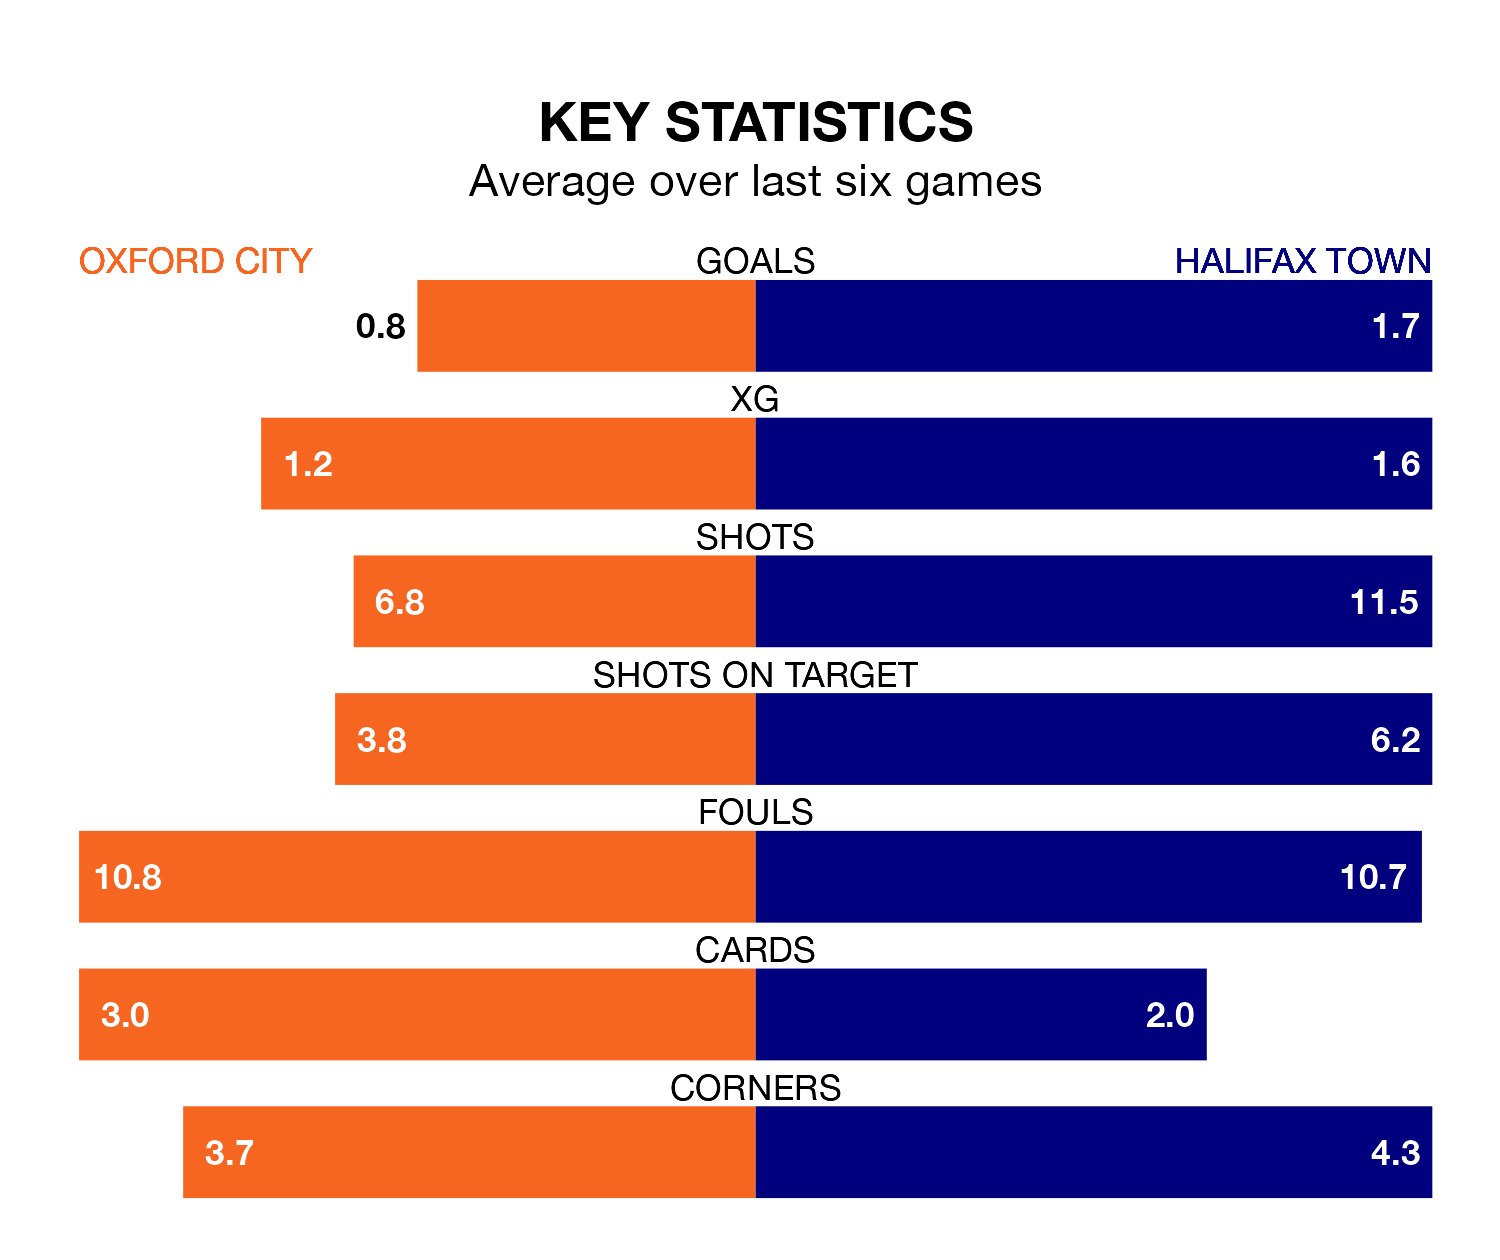 KEY STATISTICS
Average over last six games
OXFORD CITY GOALS HALIFAX TOWN
0.8 1.7
XG
1.2 1.6
SHOTS
6.8 11.5
SHOTS ON TARGET
3.8 6.2
FOULS
10.8 10.7
CARDS
3.0 2.0
CORNERS
3.7 4.3